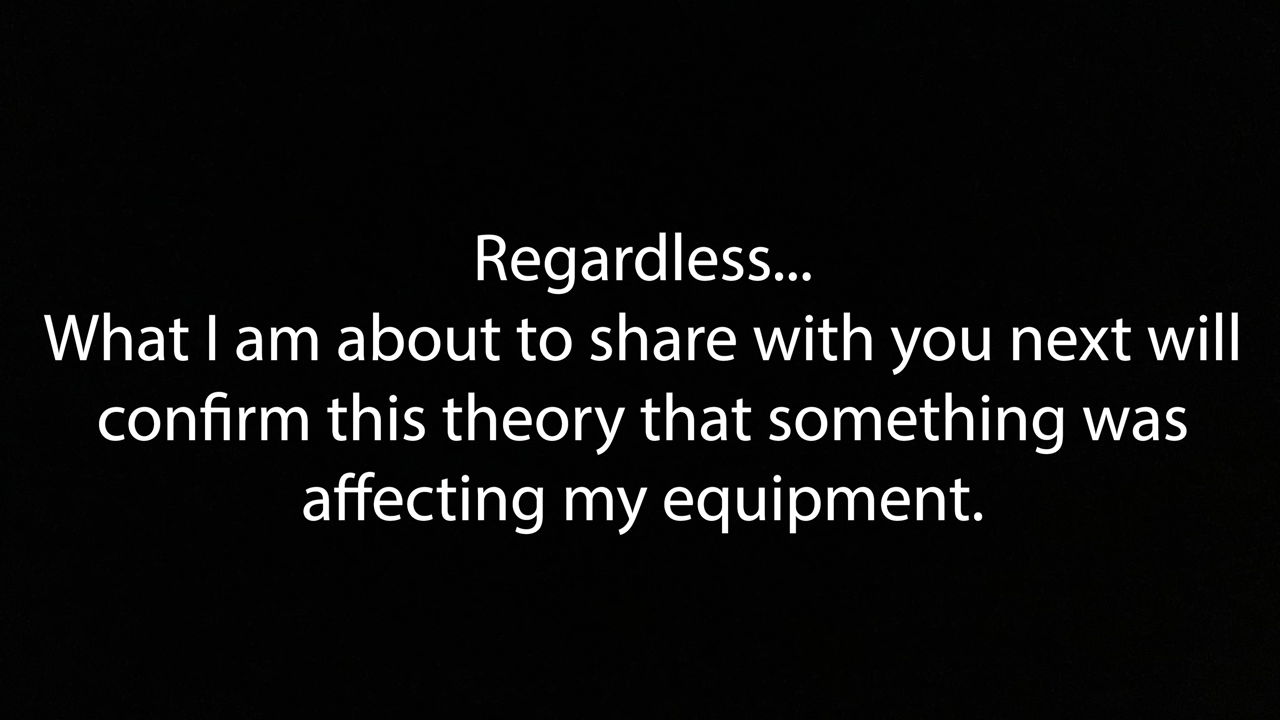 Regardless...
What I am about to share with you next will
confirm this theory that something was
affecting my equipment.